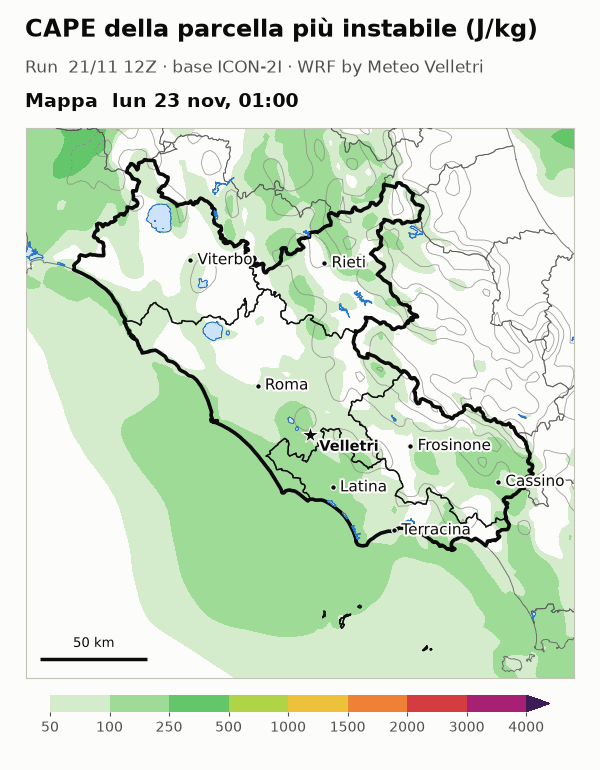 CAPE della parcella più instabile (J/kg)
Run 21/11 12Z · base ICON-2I · WRF by Meteo Velletri
Mappa lun 23 nov, 01:00
Viterbo
Rieti
Roma
Velletri
Frosinone
Latina
Cassino
Terracina
50 km
50 100 250 500 1000 1500 2000 3000 4000